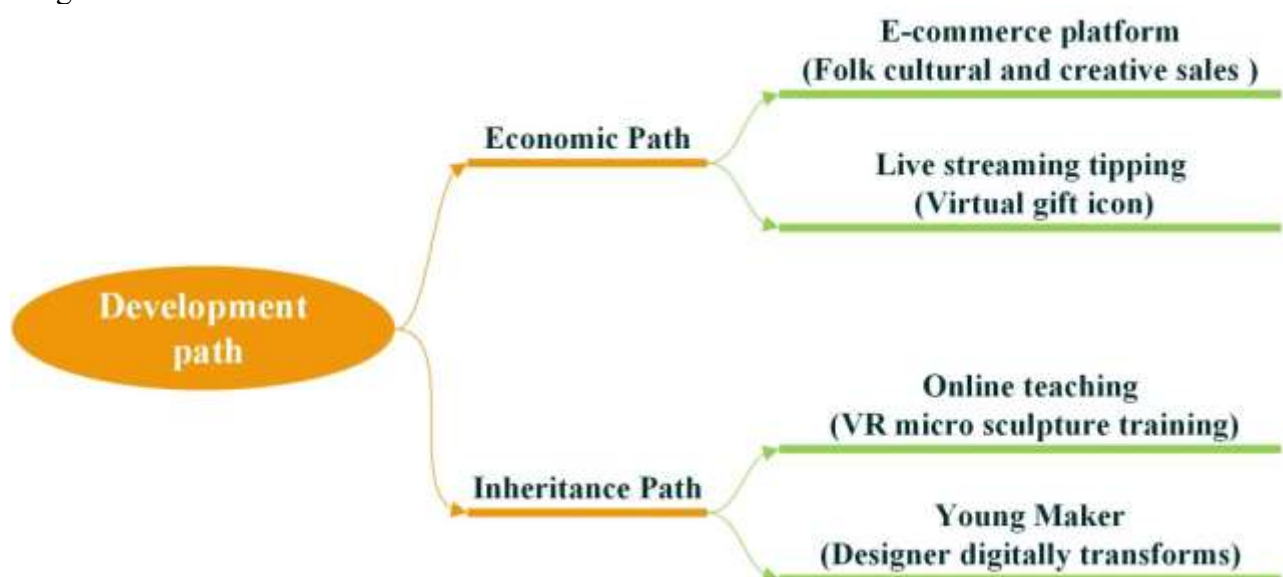 E-commerce platform
(Folk cultural and creative sales )
Economic Path
Live streaming tipping
(Virtual gift icon)
Development
path
Online teaching
(VR micro sculpture training)
Inheritance Path
Young Maker
(Designer digitally transforms)